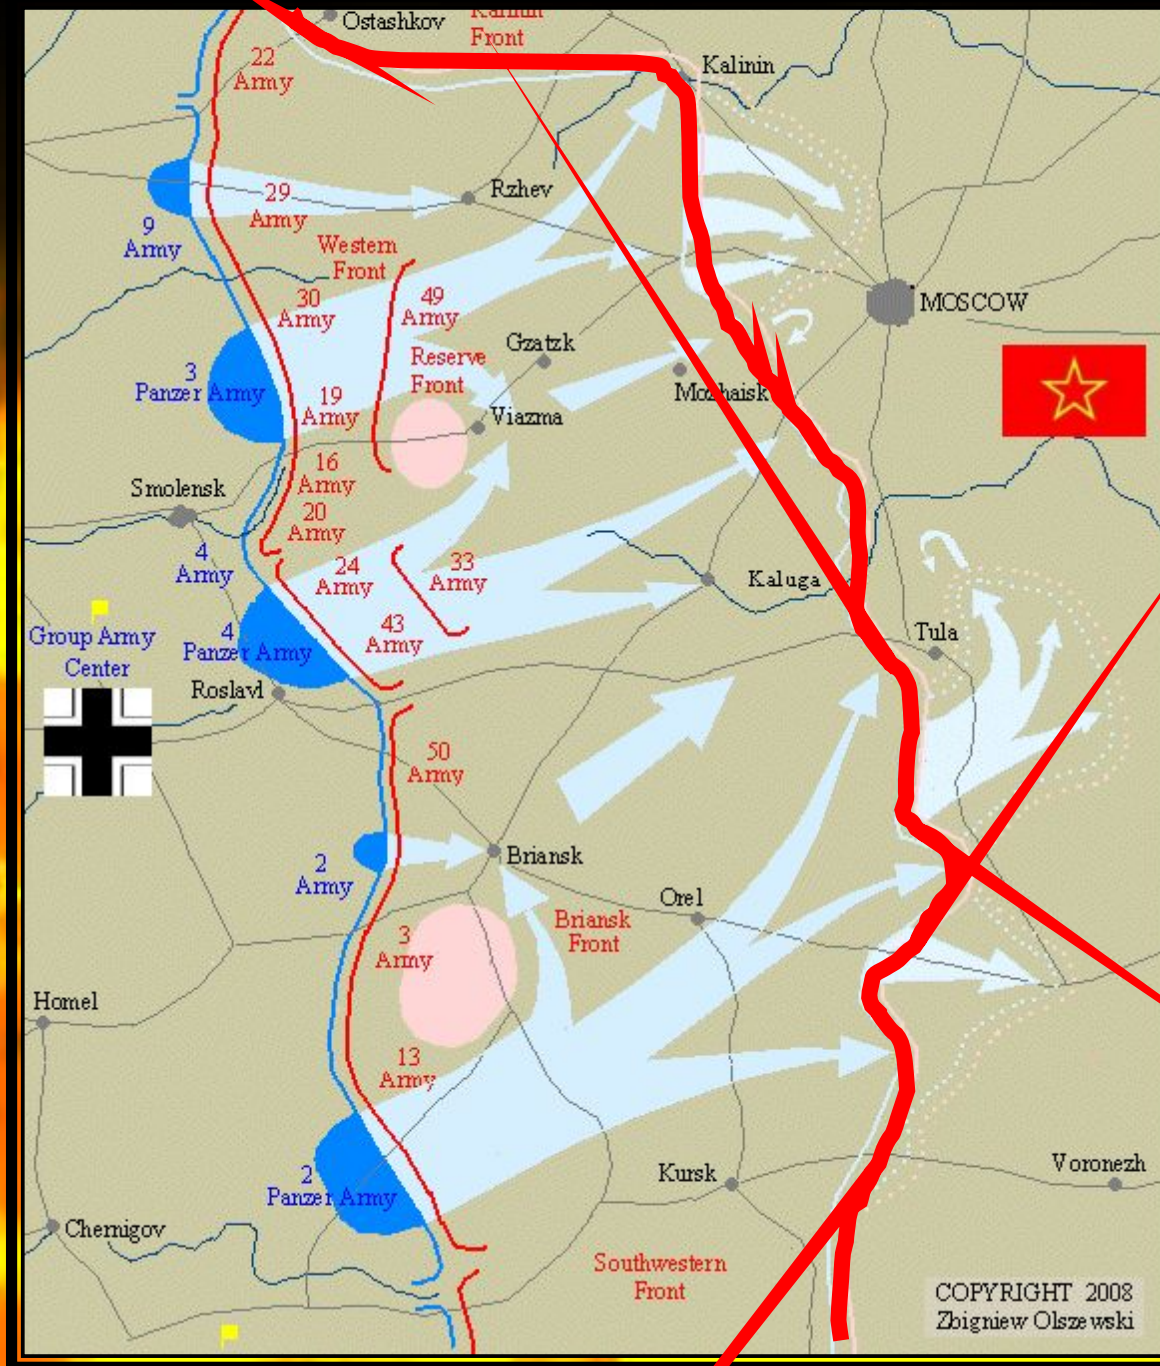 Ostashkov
Kalinin
Front
22
Army
Kalinin
29
Army
Rzhev
9
Army
Western
Front
30
Army
49
Army
MOSCOW
Gzatzk
Reserve
Front
3
Panzer Army
19
Army
Mozhaisk
Viazma
16
Army
Smolensk
20
Army
4
Army
24
Army
33
Army
Kaluga
Group Army
Center
4
Panzer Army
43
Army
Tula
Roslavl
50
Army
2
Army
Briansk
Orel
3
Army
Briansk
Front
Homel
13
Army
2
Panzer Army
Kursk
Voronezh
Chernigov
Southwestern
Front
COPYRIGHT 2008
Zbigniew Olszewski